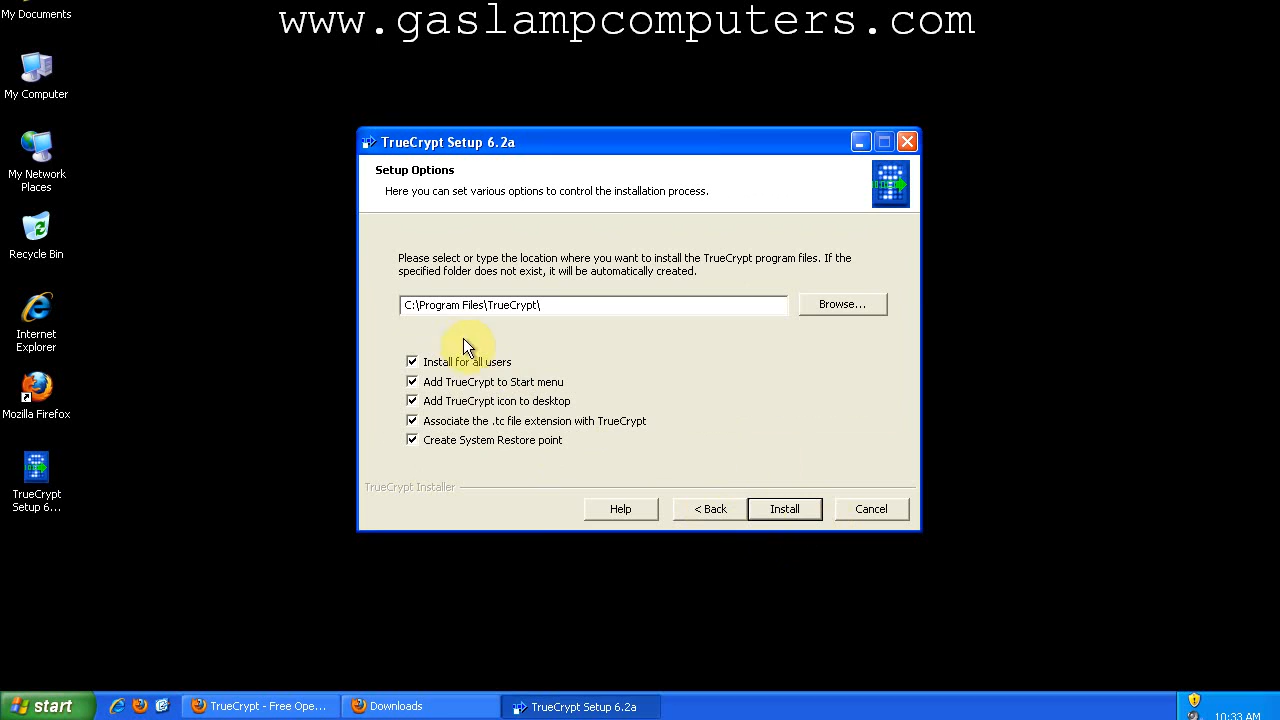 www.gaslampcomputers.com
My Documents
My Computer
My Network
Places
Recycle Bin
Internet
Explorer
Mozilla Firefox
TrueCrypt
Setup 6...
TrueCrypt Setup 6.2a
Setup Options
Here you can set various options to control the installation process.
Please select or type the location where you want to install the TrueCrypt program files. If the
specified folder does not exist, it will be automatically created.
C:\Program Files\TrueCrypt\
Browse...
Install for all users
Add TrueCrypt to Start menu
Add TrueCrypt icon to desktop
Associate the .tc file extension with TrueCrypt
Create System Restore point
TrueCrypt Installer
Help
< Back
Install
Cancel
start
TrueCrypt - Free Ope...
Downloads
TrueCrypt Setup 6.2a
10:33 AM